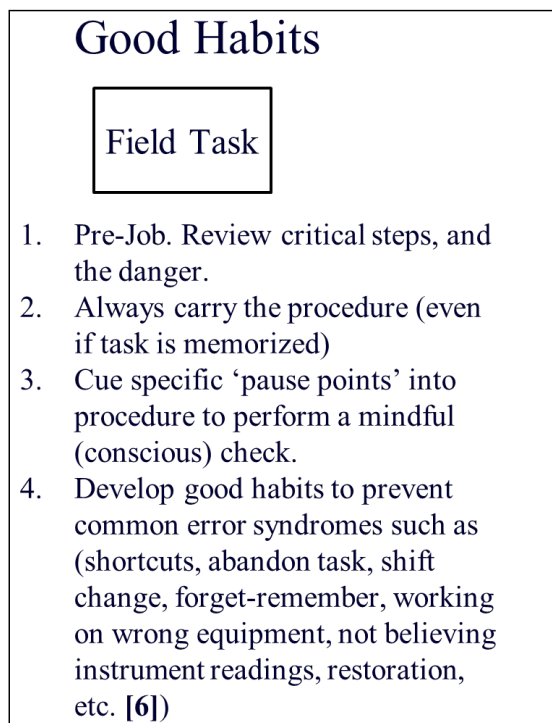 Good Habits
Field Task
1. Pre-Job. Review critical steps, and
the danger.
2. Always carry the procedure (even
if task is memorized)
3. Cue specific ‘pause points’ into
procedure to perform a mindful
(conscious) check.
4. Develop good habits to prevent
common error syndromes such as
(shortcuts, abandon task, shift
change, forget-remember, working
on wrong equipment, not believing
instrument readings, restoration,
etc. [6])